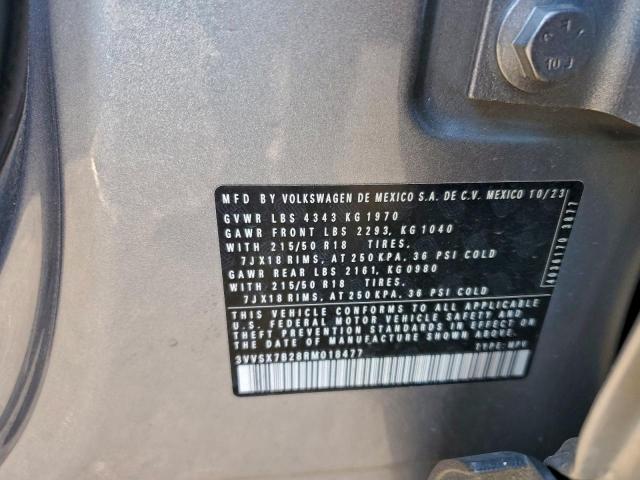 MFD BY VOLKSWAGEN DE MEXICO S.A. DE C.V. MEXICO 10/23
GVWR LBS 4343 KG 1970
GAWR FRONT LBS 2293, KG 1040
WITH 215/50 R18 TIRES,
7JX18 RIMS, AT 250 KPA, 36 PSI COLD
GAWR REAR LBS 2161, KG 0980
WITH 215/50 R18 TIRES,
7JX18 RIMS, AT 250 KPA, 36 PSI COLD
THIS VEHICLE CONFORMS TO ALL APPLICABLE
U.S. FEDERAL MOTOR VEHICLE SAFETY AND
THEFT PREVENTION STANDARDS IN EFFECT ON THE
DATE OF MANUFACTURE SHOWN ABOVE.
3VVSX7B28RM018477 TYPE: MPV